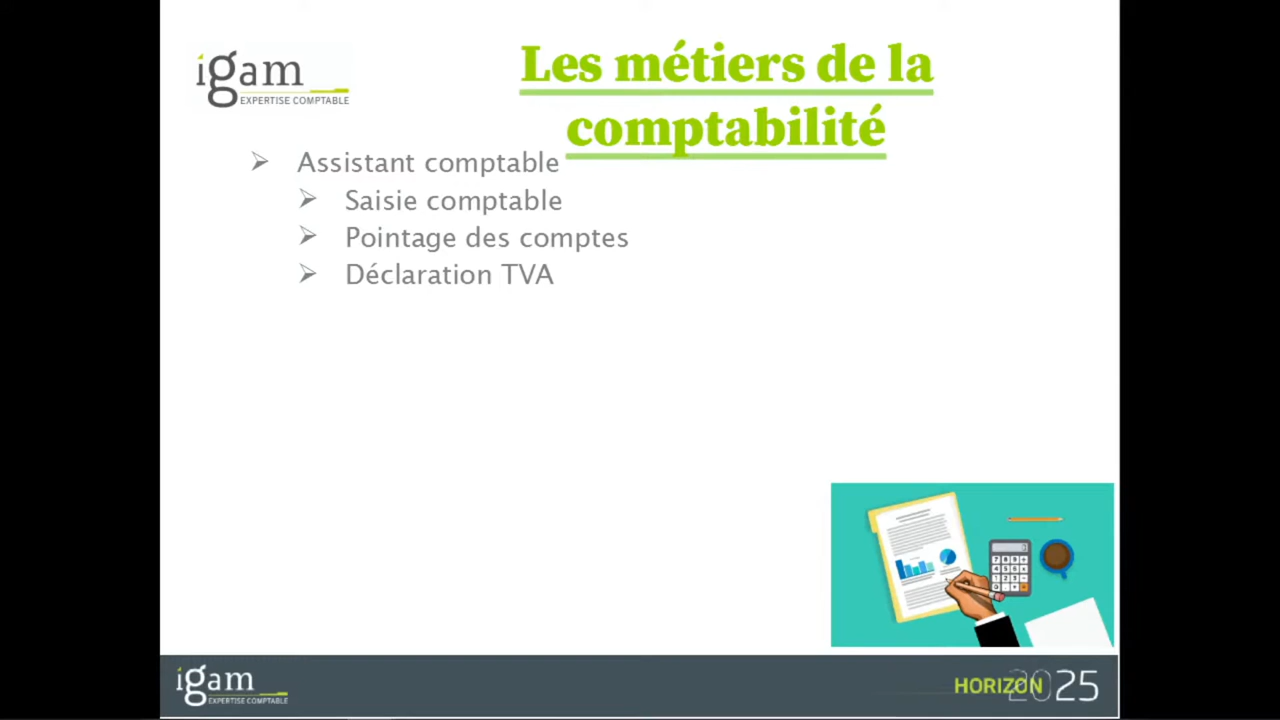 igam
EXPERTISE COMPTABLE
Les métiers de la
comptabilité
Assistant comptable
Saisie comptable
Pointage des comptes
Déclaration TVA
igam
EXPERTISE COMPTABLE
HORIZON 2025